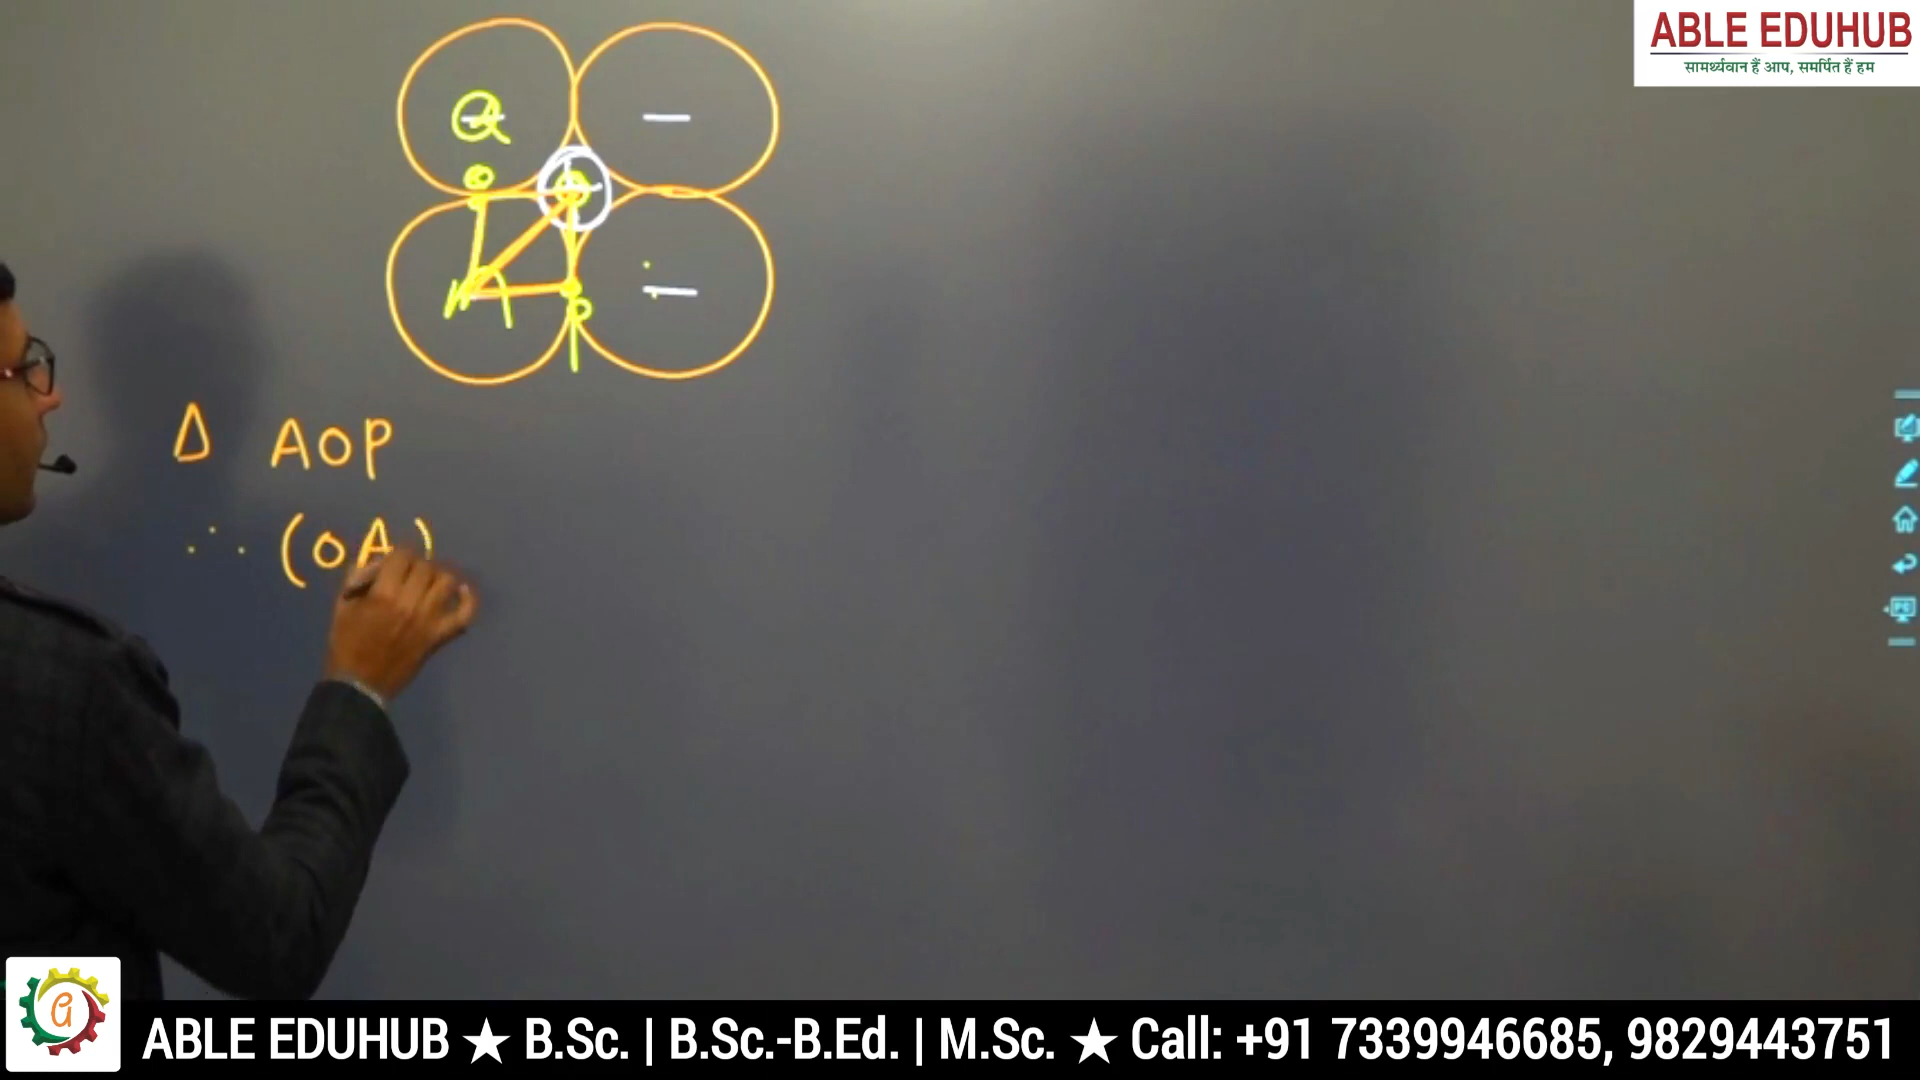 ABLE EDUHUB
सामर्थ्यवान हैं आप, समर्पित हैं हम
Q
A
P
Δ AOP
∴ (OA)
PC
G
ABLE EDUHUB ★ B.Sc. | B.Sc.-B.Ed. | M.Sc. ★ Call: +91 7339946685, 9829443751